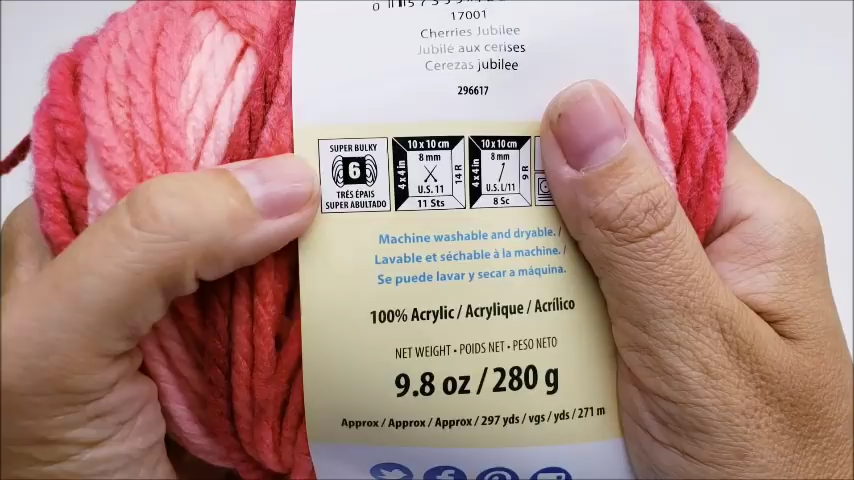 17001
Cherries Jubilee
Jubilé aux cerises
Cerezas jubilee
296617
SUPER BULKY
6
TRÈS ÉPAIS
SUPER ABULTADO
10 x 10 cm
4 x 4 in
8 mm
U.S. 11
14 R
11 Sts
10 x 10 cm
4 x 4 in
8 mm
U.S. L/11
9 R
8 Sc
Machine washable and dryable. /
Lavable et séchable à la machine. /
Se puede lavar y secar a máquina.
100% Acrylic / Acrylique / Acrílico
NET WEIGHT • POIDS NET • PESO NETO
9.8 oz / 280 g
Approx / Approx / Approx / 297 yds / vgs / yds / 271 m